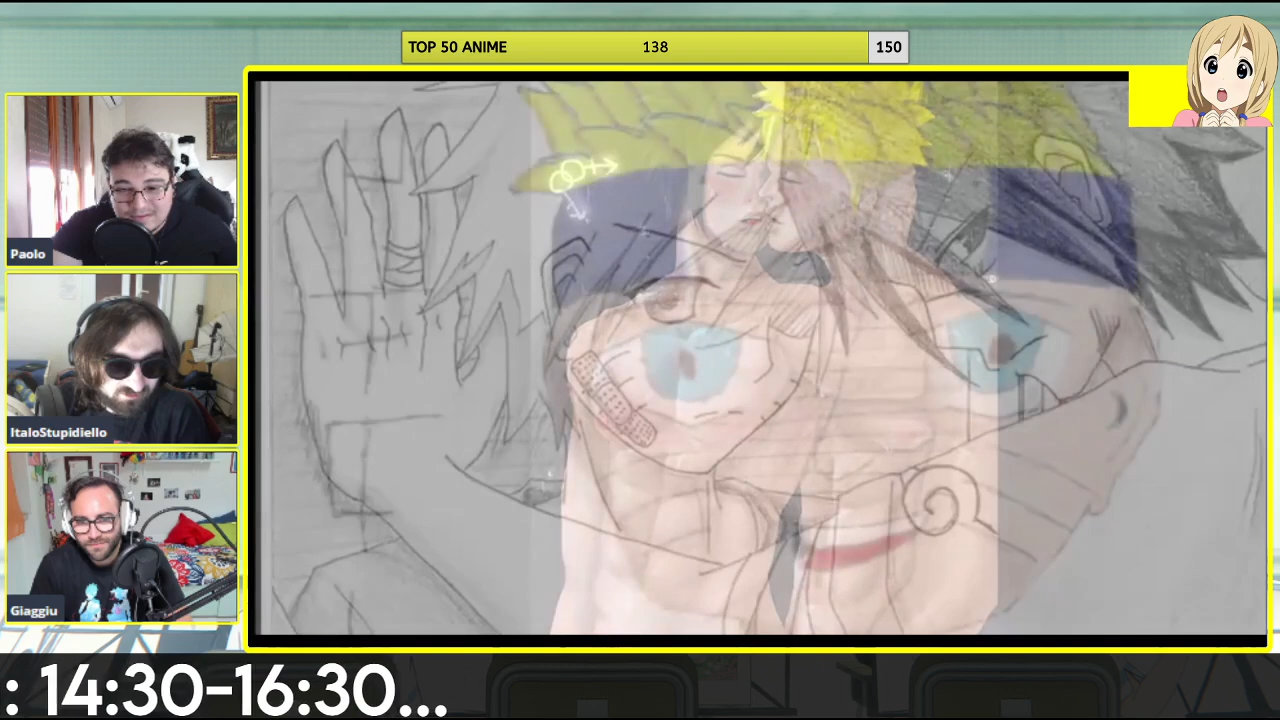 TOP 50 ANIME 138 150
Paolo
ItaloStupidiello
Giaggiu
: 14:30-16:30...